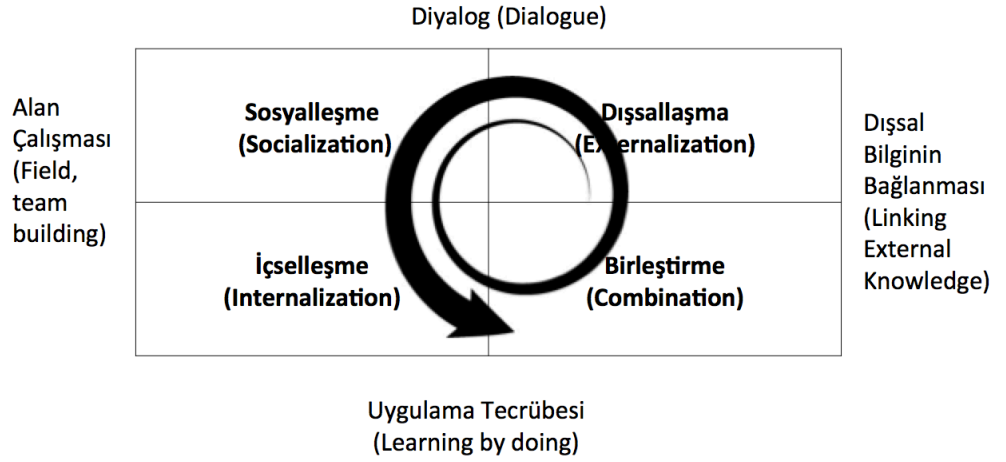 Diyalog (Dialogue)
Alan
Çalışması
(Field,
team
building)
Sosyalleşme
(Socialization)
Dışsallaşma
(Externalization)
İçselleşme
(Internalization)
Birleştirme
(Combination)
Dışsal
Bilginin
Bağlanması
(Linking
External
Knowledge)
Uygulama Tecrübesi
(Learning by doing)